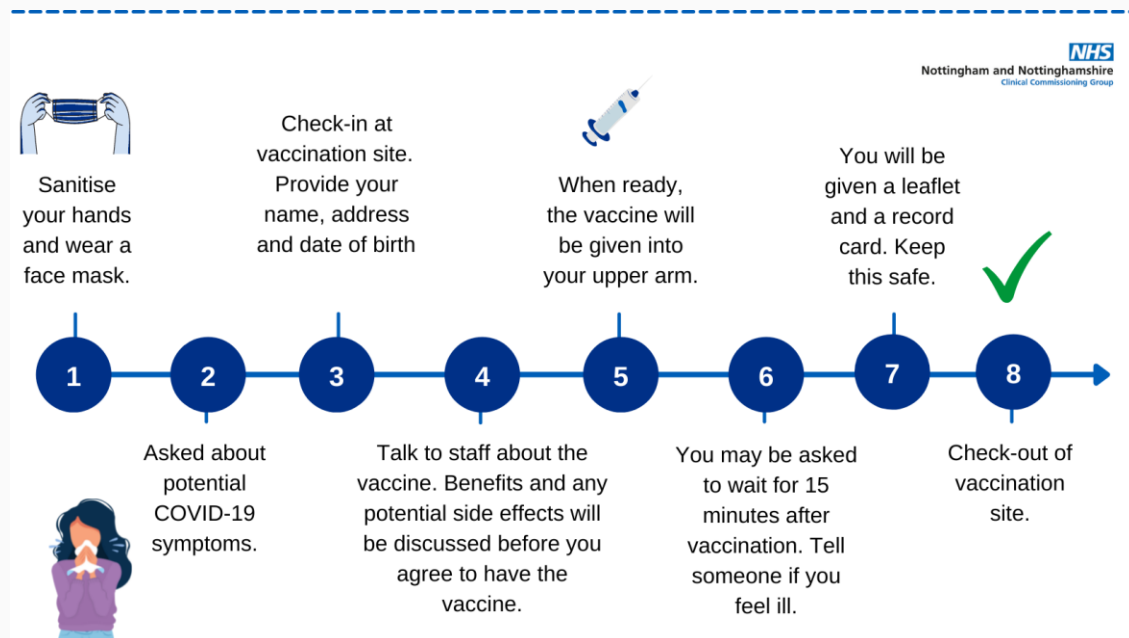 NHS
Nottingham and Nottinghamshire
Clinical Commissioning Group
Sanitise
your hands
and wear a
face mask.
1
Asked about
potential
COVID-19
symptoms.
2
Check-in at
vaccination site.
Provide your
name, address
and date of birth
3
Talk to staff about the
vaccine. Benefits and any
potential side effects will
be discussed before you
agree to have the
vaccine.
4
When ready,
the vaccine will
be given into
your upper arm.
5
You may be asked
to wait for 15
minutes after
vaccination. Tell
someone if you
feel ill.
6
You will be
given a leaflet
and a record
card. Keep
this safe.
7
Check-out of
vaccination
site.
8